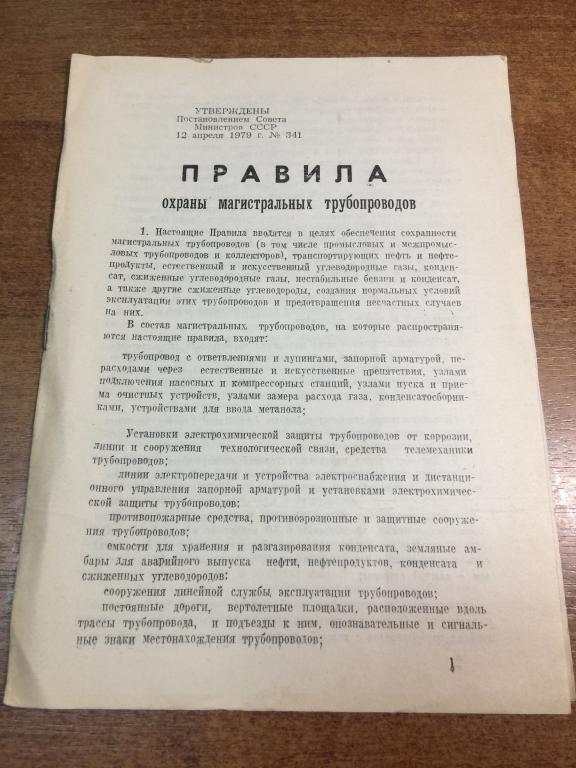 УТВЕРЖДЕНЫ
Постановлением Совета
Министров СССР
12 апреля 1979 г. № 341
ПРАВИЛА
охраны магистральных трубопроводов
1. Настоящие Правила вводятся в целях обеспечения сохранности
магистральных трубопроводов (в том числе промысловых и межпромыс-
ловых трубопроводов и коллекторов), транспортирующих нефть и нефте-
продукты, естественный и искусственный углеводородные газы, конден-
сат, сжиженные углеводородные газы, нестабильные бензин и конденсат,
а также другие сжиженные углеводороды, создания нормальных условий
эксплуатации этих трубопроводов и предотвращения несчастных случаев
на них.
В состав магистральных трубопроводов, на которые распространя-
ются настоящие правила, входят:
трубопровод с ответвлениями и лупингами, запорной арматурой, пе-
расходами через естественные и искусственные препятствия, узлами
подключения насосных и компрессорных станций, узлами пуска и прие-
ма очистных устройств, узлами замера расхода газа, конденсатосборни-
ками, устройствами для ввода метанола;
Установки электрохимической защиты трубопроводов от коррозии,
линии и сооружения технологической связи, средства телемеханики
трубопроводов;
линии электропередачи и устройства электроснабжения и дистанци-
онного управления запорной арматурой и установками электрохимиче-
ской защиты трубопроводов;
противопожарные средства, противоэрозионные и защитные сооруже-
ния трубопроводов;
емкости для хранения и разгазирования конденсата, земляные ам-
бары для аварийного выпуска нефти, нефтепродуктов, конденсата и
сжиженных углеводородов:
сооружения линейной службы, эксплуатации трубопроводов;
постоянные дороги, вертолетные площадки, расположенные вдоль
трассы трубопровода, и подъезды к ним, опознавательные и сигналь-
ные знаки местонахождения трубопроводов;
1